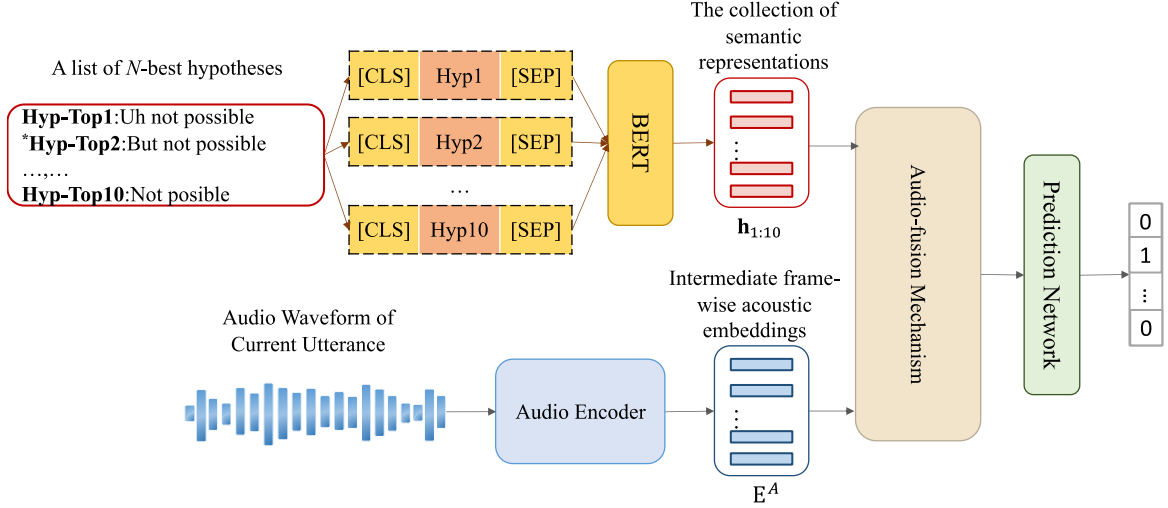 A list of N-best hypotheses
Hyp-Top1:Uh not possible
*Hyp-Top2:But not possible
...,...
Hyp-Top10:Not posible
[CLS] Hyp1 [SEP]
[CLS] Hyp2 [SEP]
...
[CLS] Hyp10 [SEP]
BERT
The collection of
semantic
representations
...
h1:10
Audio Waveform of
Current Utterance
Audio Encoder
Intermediate frame-
wise acoustic
embeddings
...
E^A
Audio-fusion Mechanism
Prediction Network
0
1
...
0